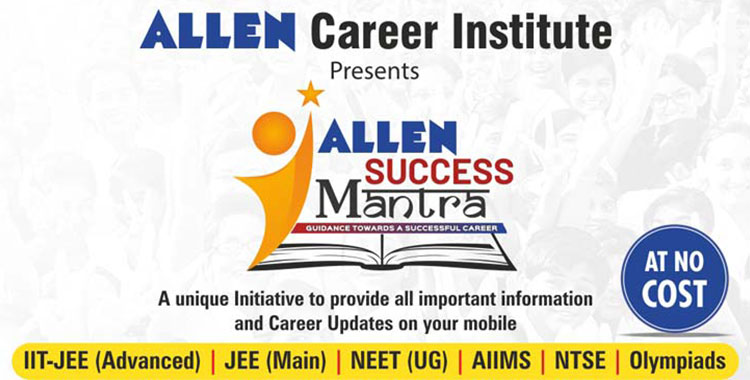 ALLEN Career Institute
Presents
ALLEN
SUCCESS
Mantra
GUIDANCE TOWARDS A SUCCESSFUL CAREER
A unique Initiative to provide all important information
and Career Updates on your mobile
AT NO
COST
IIT-JEE (Advanced) | JEE (Main) | NEET (UG) | AIIMS | NTSE | Olympiads